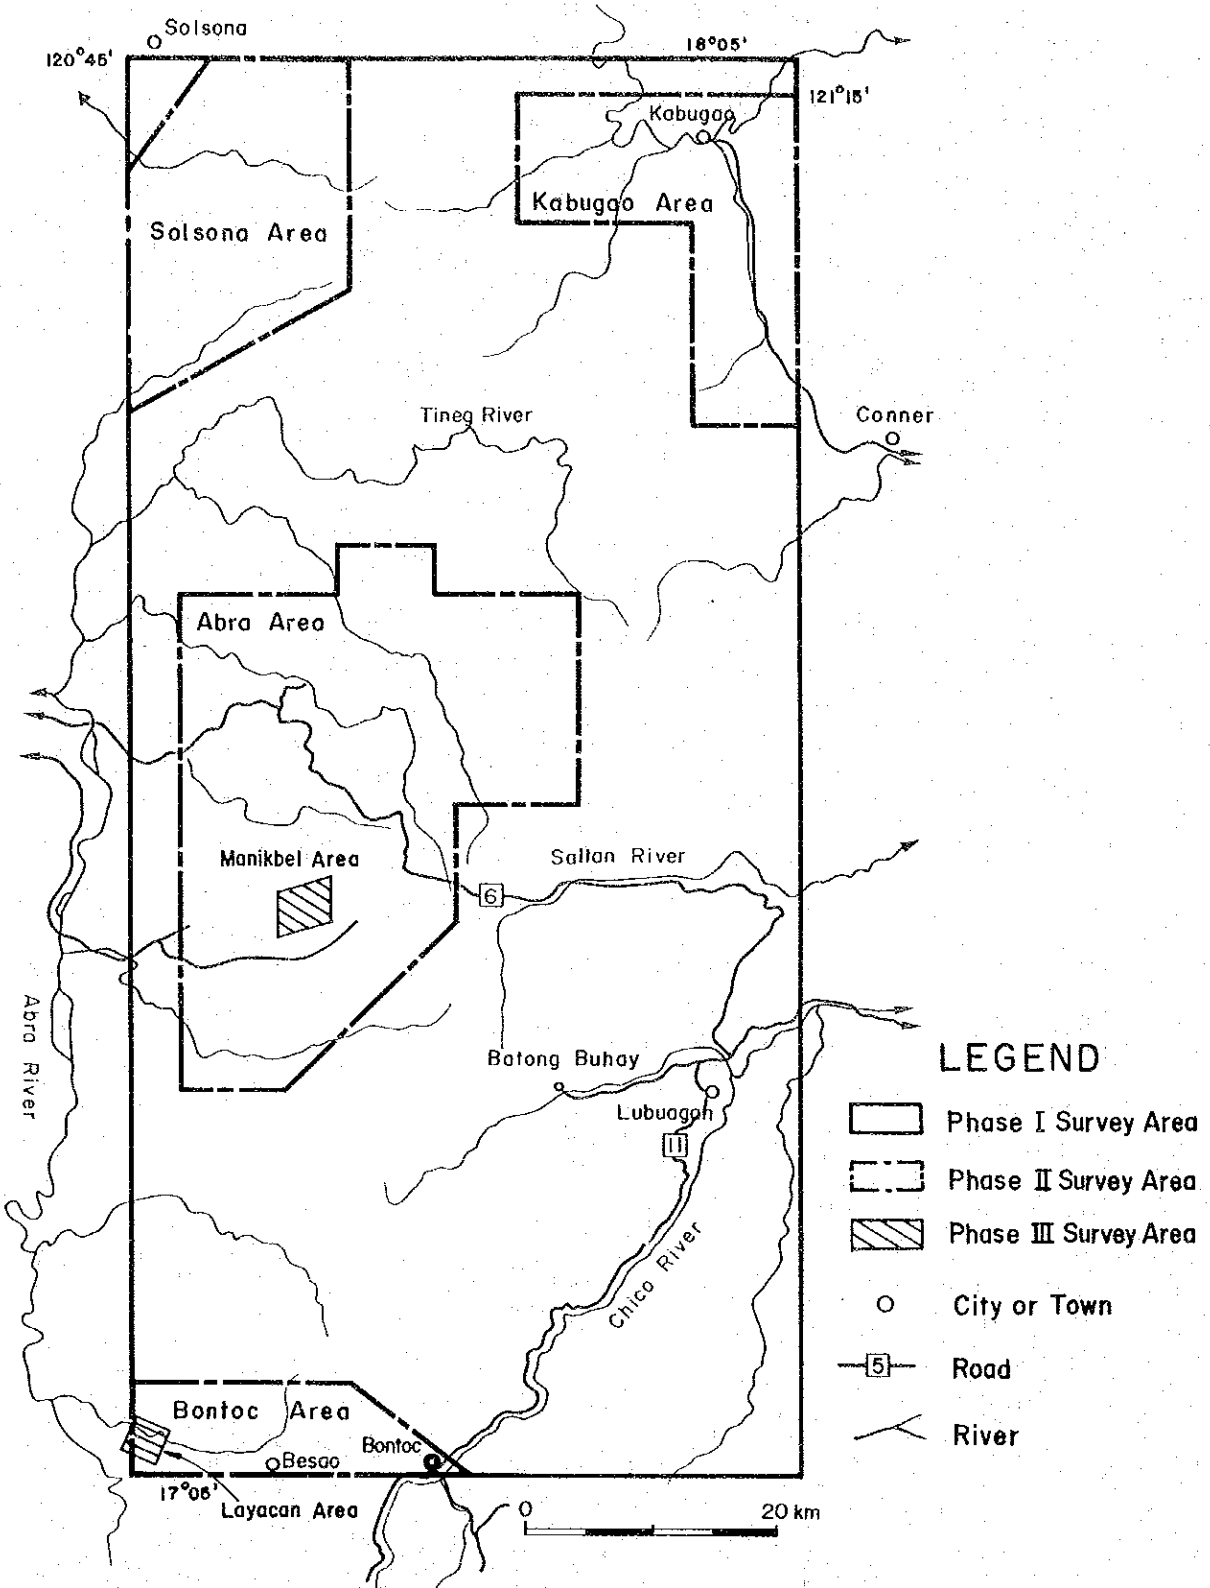 Solsona
120°45'
18°05'
121°15'
Kabugao
Kabugao Area
Solsona Area
Tineg River
Conner
Abra Area
Manikbel Area
Saltan River
6
Abra River
Batong Buhay
LEGEND
Lubuagan
Phase I Survey Area
11
Phase II Survey Area
Phase III Survey Area
Chico River
City or Town
5
Road
Bontoc Area
River
Bontoc
Besao
17°05'
Layacan Area
0
20 km